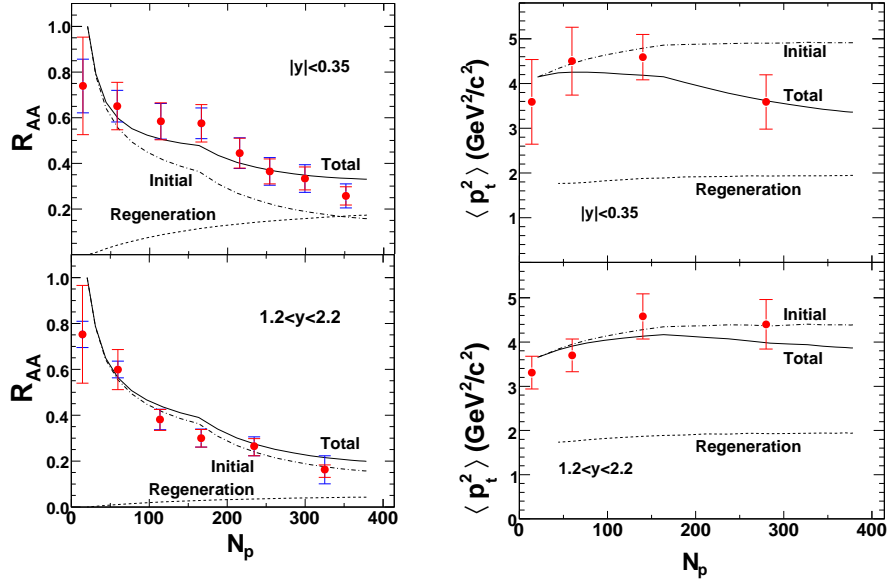 1.0
0.8
0.6
0.4
0.2
R_AA
|y|<0.35
Total
Initial
Regeneration
1.0
0.8
0.6
0.4
0.2
0.0
R_AA
1.2<y<2.2
Total
Initial
Regeneration
0 100 200 300 400
N_p
5
4
3
2
1
⟨ p_t^2 ⟩ (GeV^2/c^2)
Initial
Total
Regeneration
|y|<0.35
5
4
3
2
1
0
⟨ p_t^2 ⟩ (GeV^2/c^2)
Initial
Total
Regeneration
1.2<y<2.2
0 100 200 300 400
N_p